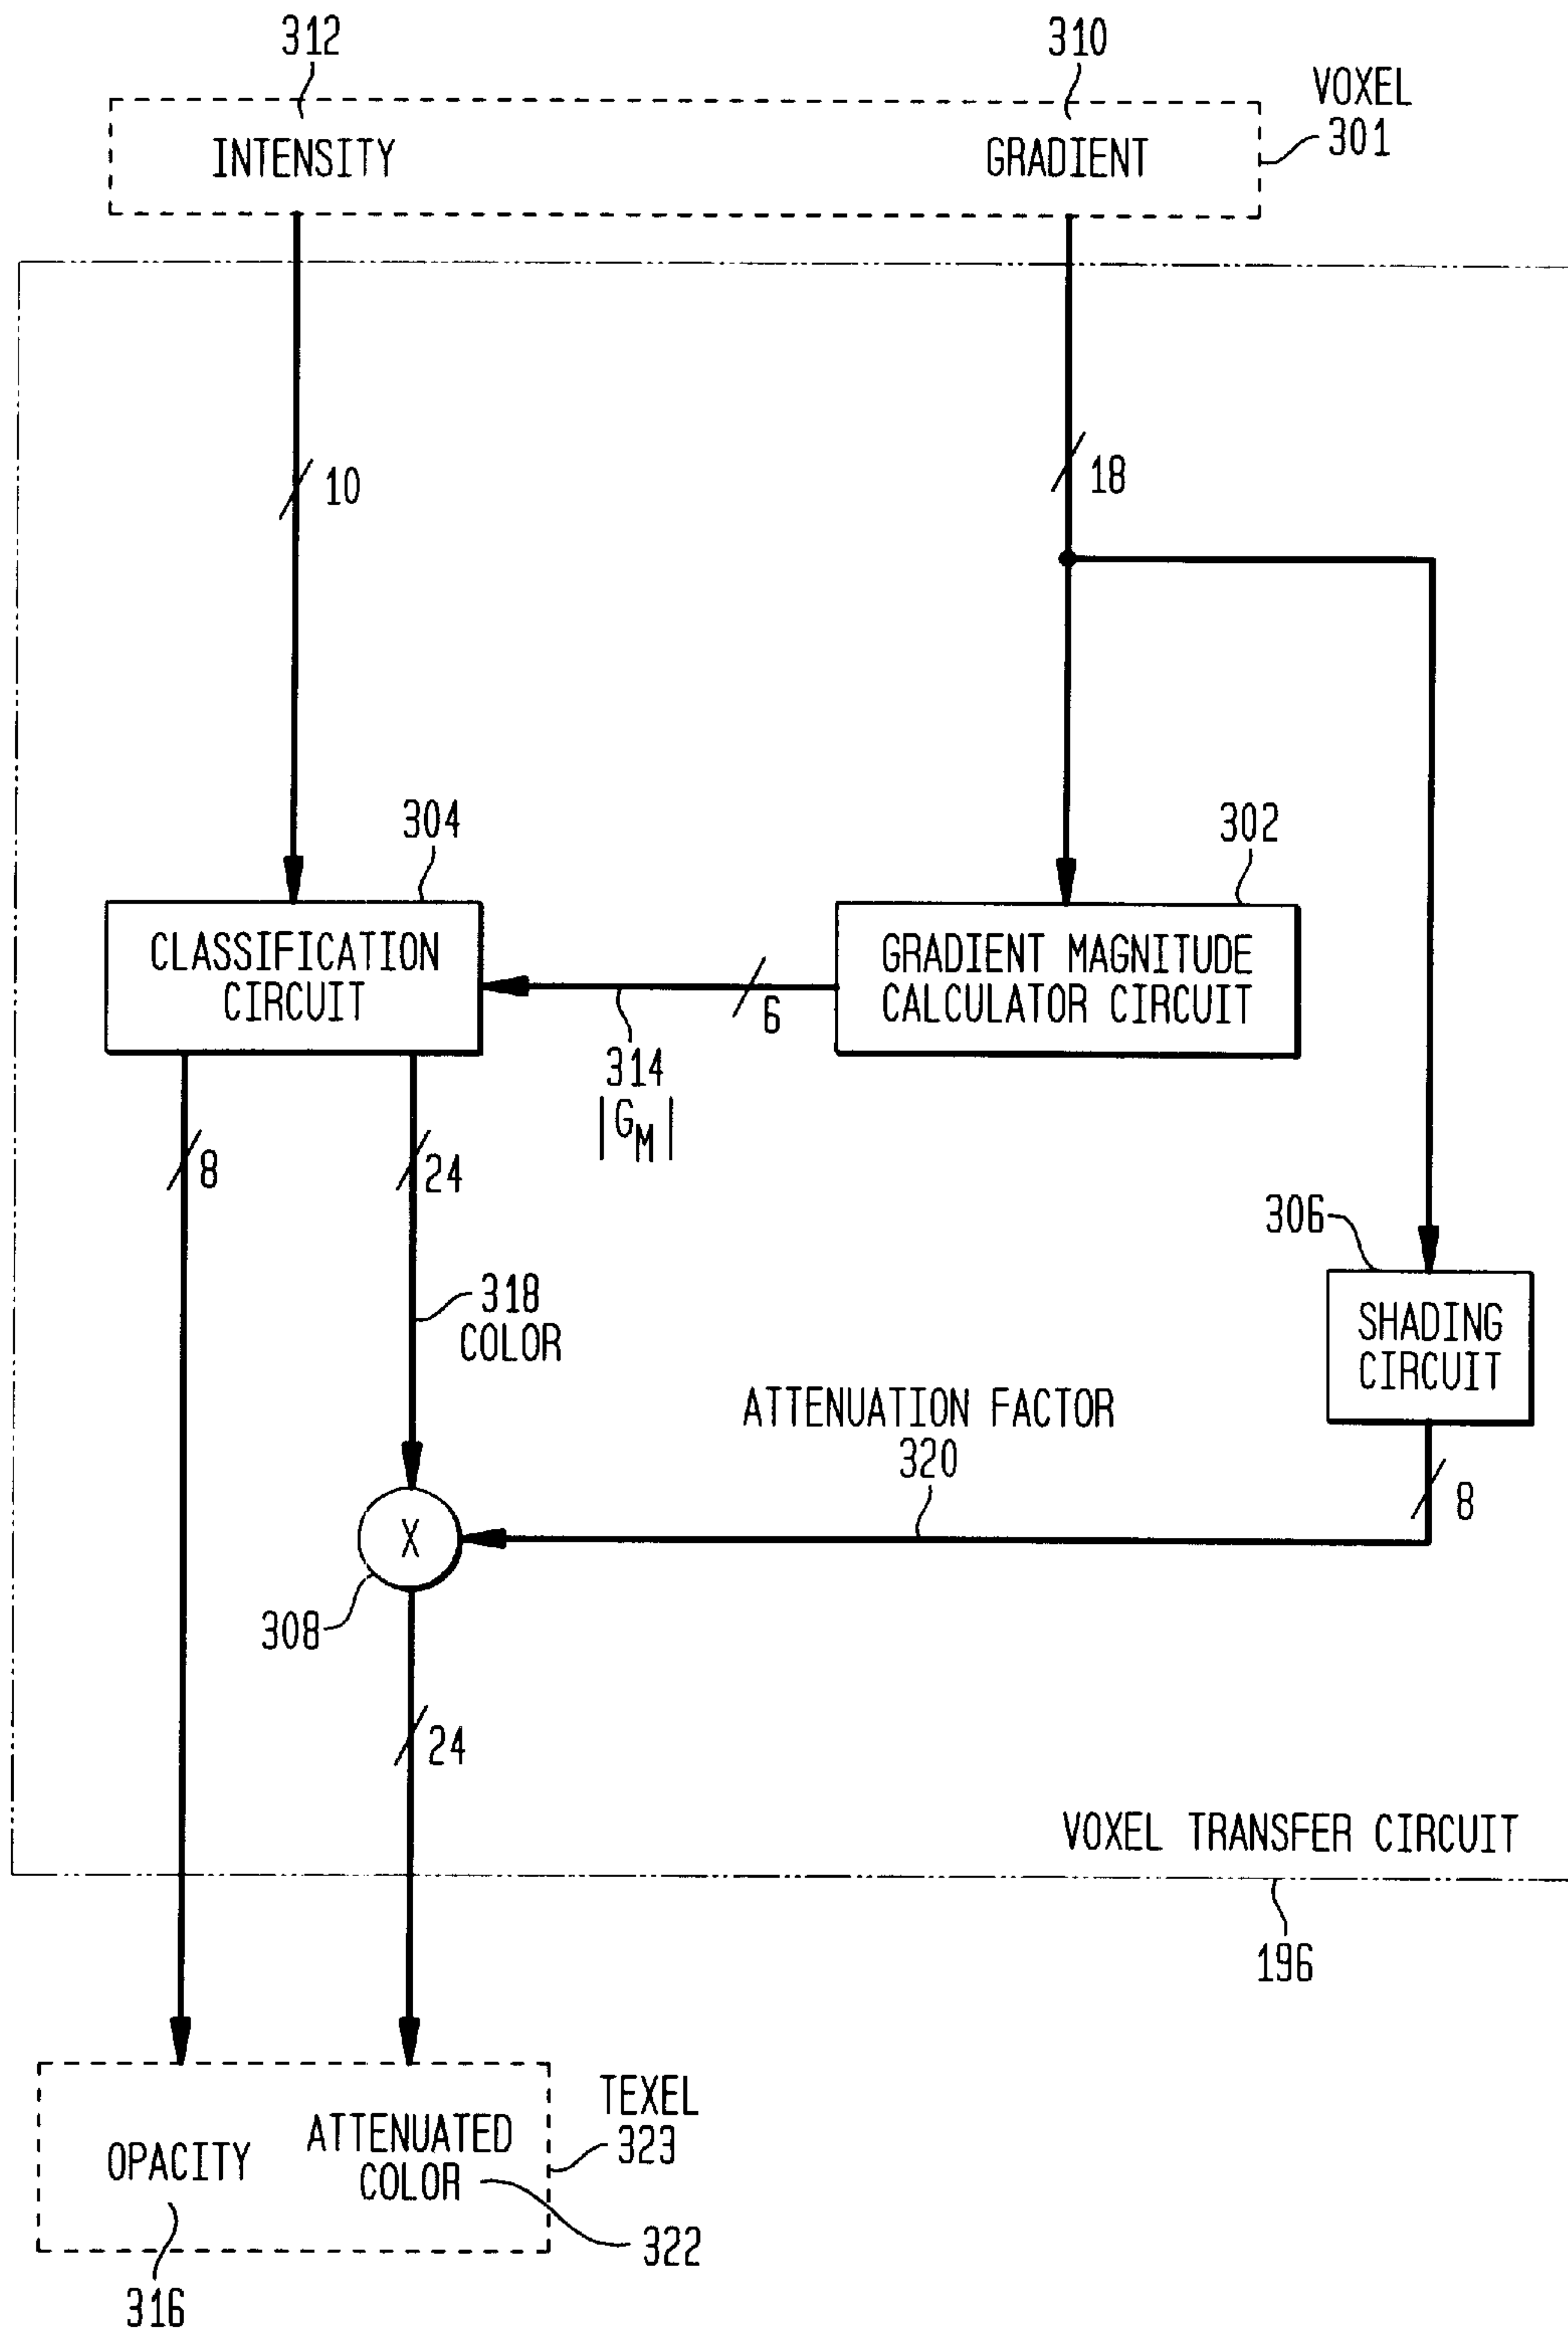 312
310
VOXEL
301
INTENSITY
GRADIENT
10
18
304
302
CLASSIFICATION
CIRCUIT
GRADIENT MAGNITUDE
CALCULATOR CIRCUIT
6
314
|GM|
8
24
306
318
COLOR
SHADING
CIRCUIT
ATTENUATION FACTOR
320
8
X
308
24
VOXEL TRANSFER CIRCUIT
196
TEXEL
323
OPACITY
ATTENUATED
COLOR
322
316